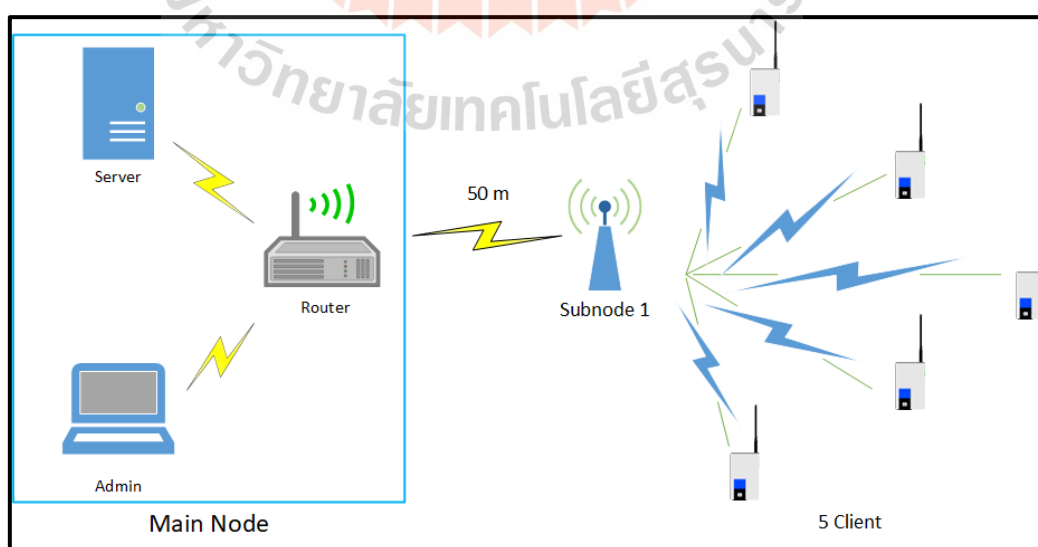 มหาวิทยาลัยเทคโนโลยีสุรนารี
Server
50 m
Router
Subnode 1
Admin
Main Node
5 Client